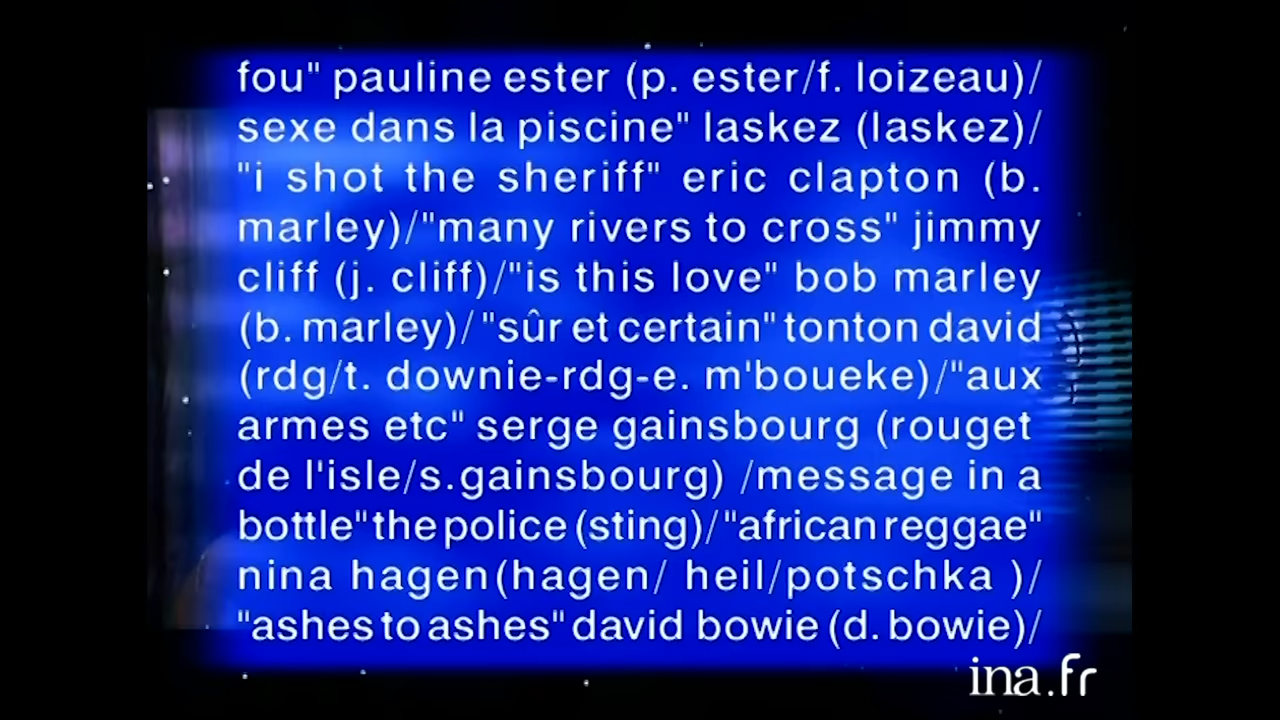 fou" pauline ester (p. ester/f. loizeau)/
sexe dans la piscine" laskez (laskez)/
"i shot the sheriff" eric clapton (b.
marley)/"many rivers to cross" jimmy
cliff (j. cliff)/"is this love" bob marley
(b. marley)/ "sûr et certain" tonton david
(rdg/t. downie-rdg-e. m'boueke)/"aux
armes etc" serge gainsbourg (rouget
de l'isle/s.gainsbourg) /message in a
bottle"the police (sting)/"african reggae"
nina hagen(hagen/ heil/potschka )/
"ashes to ashes" david bowie (d. bowie)/
ina.fr